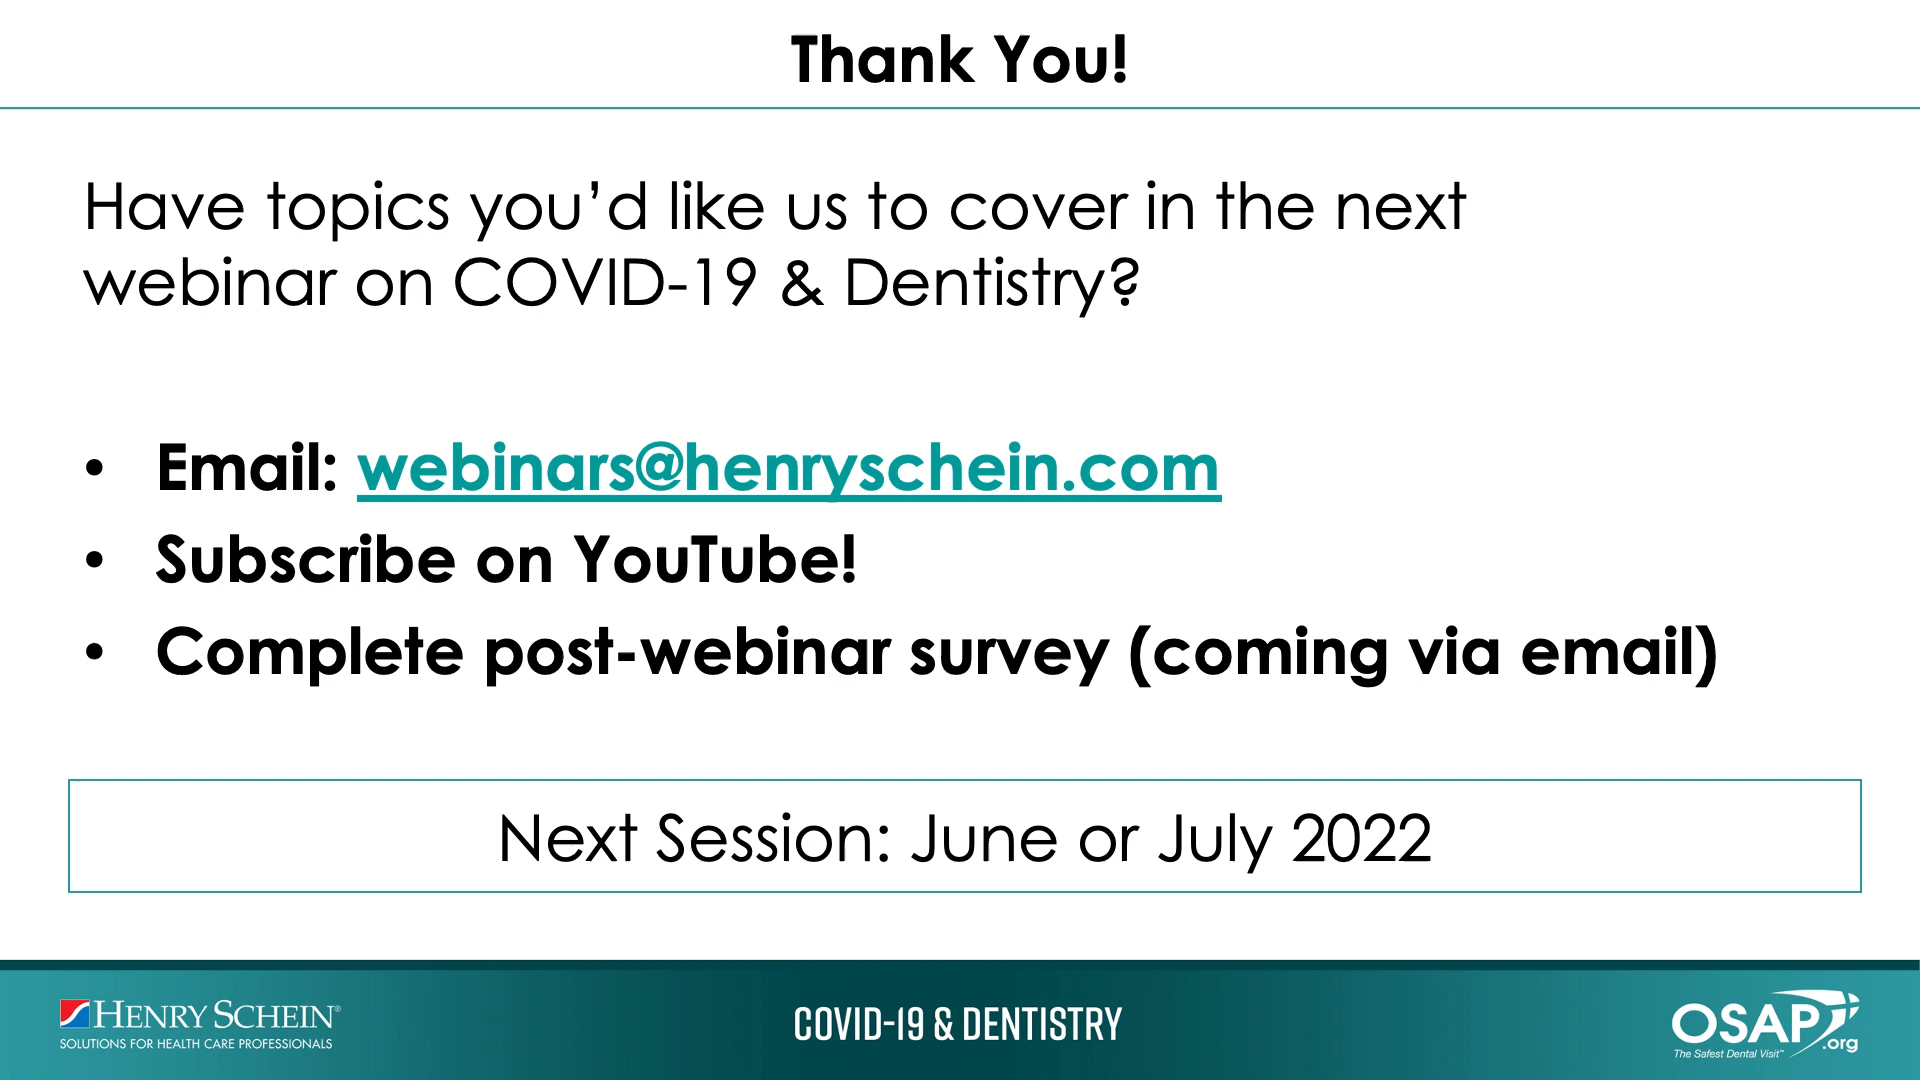 Thank You!
Have topics you’d like us to cover in the next
webinar on COVID-19 & Dentistry?
• Email: webinars@henryschein.com
• Subscribe on YouTube!
• Complete post-webinar survey (coming via email)
Next Session: June or July 2022
HENRY SCHEIN®
SOLUTIONS FOR HEALTH CARE PROFESSIONALS
COVID-19 & DENTISTRY
OSAP.org
The Safest Dental Visit™